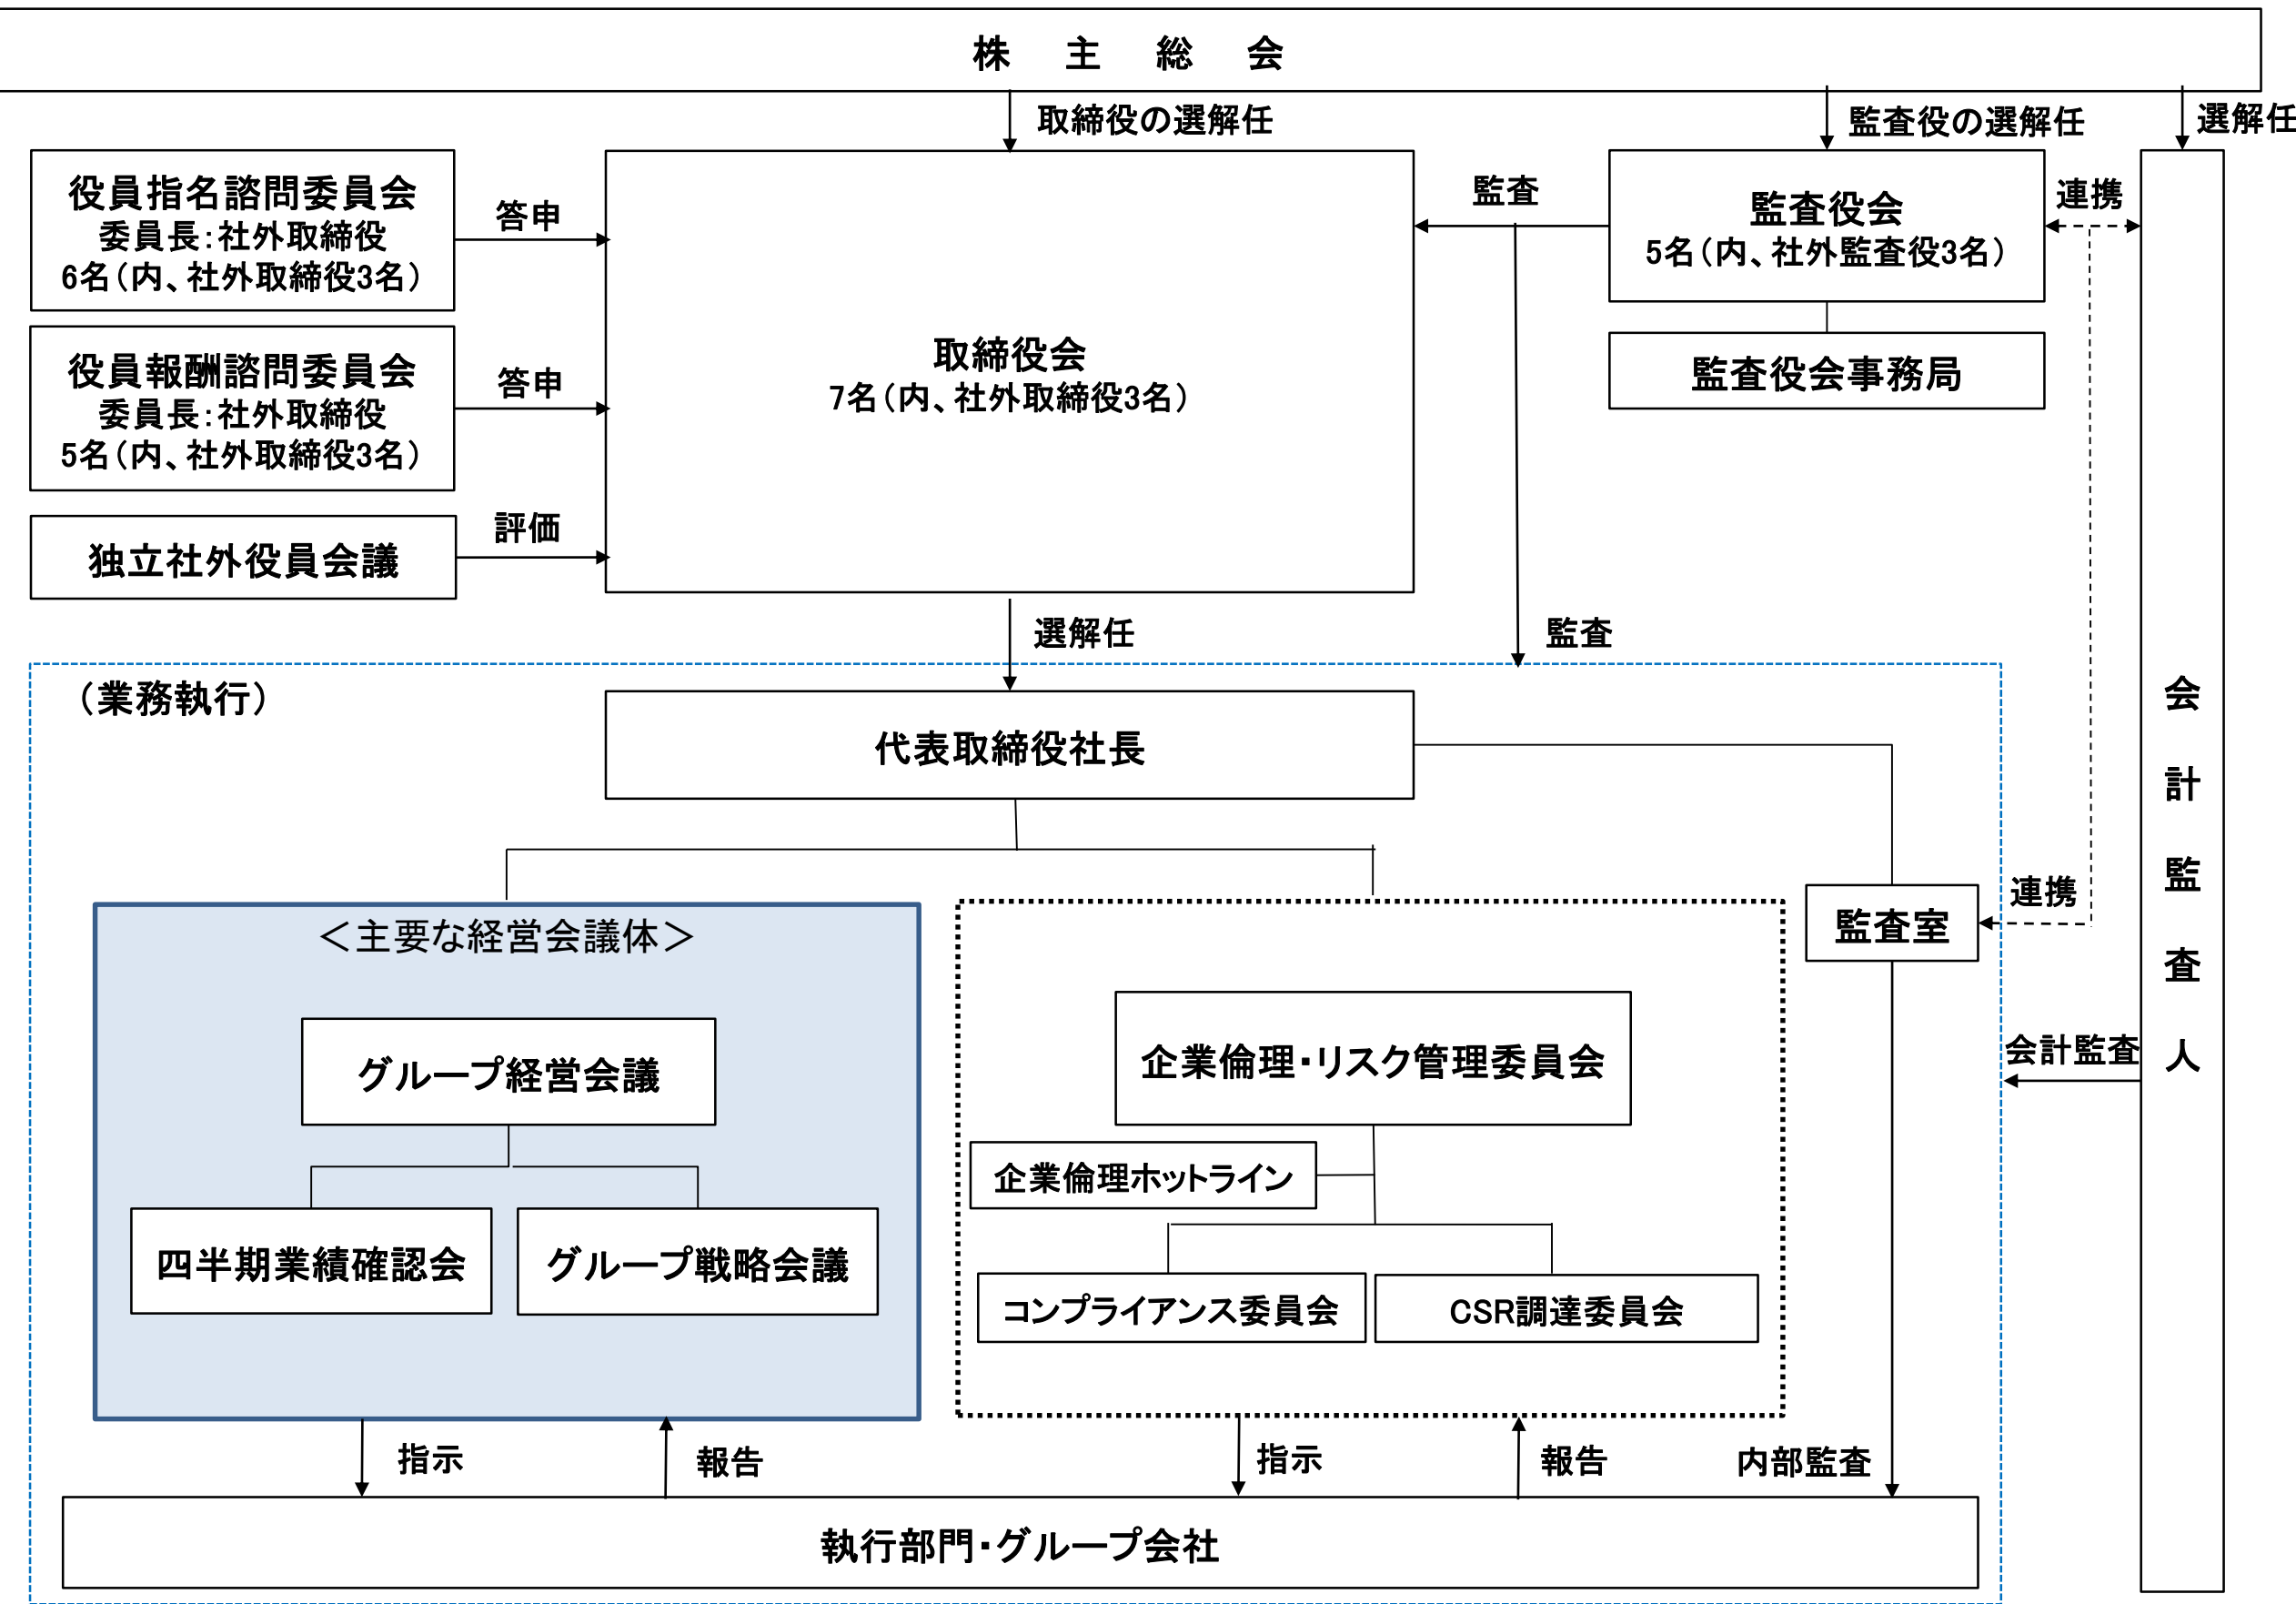 株 主 総 会
取締役の選解任
監査役の選解任
選解任
役員指名諮問委員会
委員長：社外取締役
6名（内、社外取締役3名）
答申
役員報酬諮問委員会
委員長：社外取締役
5名（内、社外取締役3名）
答申
独立社外役員会議
評価
取締役会
7名（内、社外取締役3名）
監査
監査役会
5名（内、社外監査役3名）
連携
監査役会事務局
選解任
監査
（業務執行）
代表取締役社長
会計監査人
＜主要な経営会議体＞
監査室
連携
グループ経営会議
企業倫理・リスク管理委員会
会計監査
企業倫理ホットライン
四半期業績確認会
グループ戦略会議
コンプライアンス委員会
CSR調達委員会
指示
報告
指示
報告
内部監査
執行部門・グループ会社